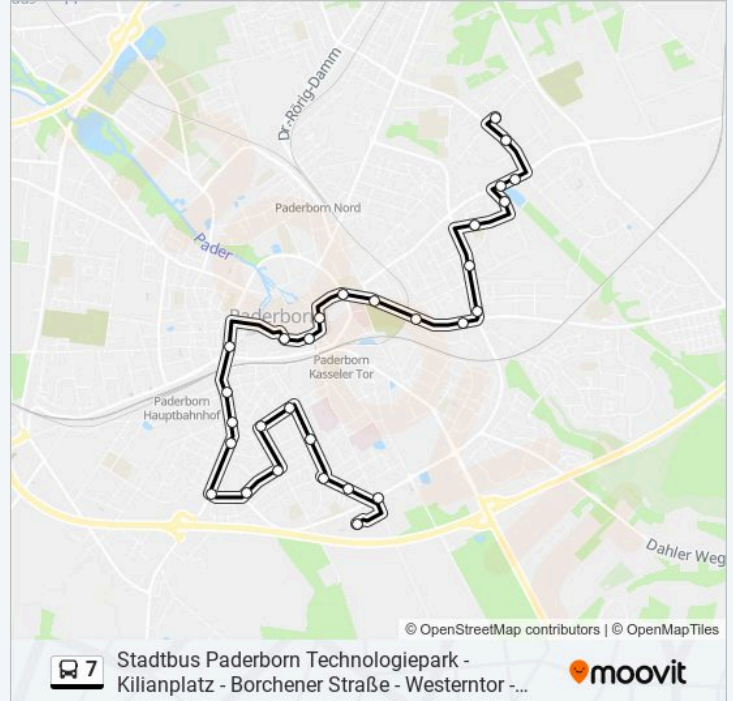 Dr.-Rörig-Damm
Paderborn Nord
Pader
Paderborn
Paderborn
Kasseler Tor
Paderborn
Hauptbahnhof
Dahler Weg
© OpenStreetMap contributors | © OpenMapTiles
7
Stadtbus Paderborn Technologiepark -
Kilianplatz - Borchener Straße - Westerntor -...
moovit